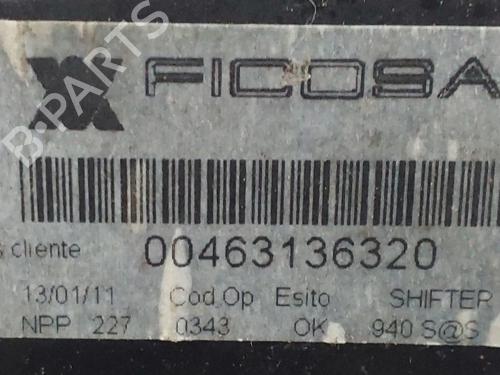 FICOSA
B-PARTS
cliente 00463136320
13/01/11 Cod.Op Esito SHIFTER
NPP 227 0343 OK 940 S@S